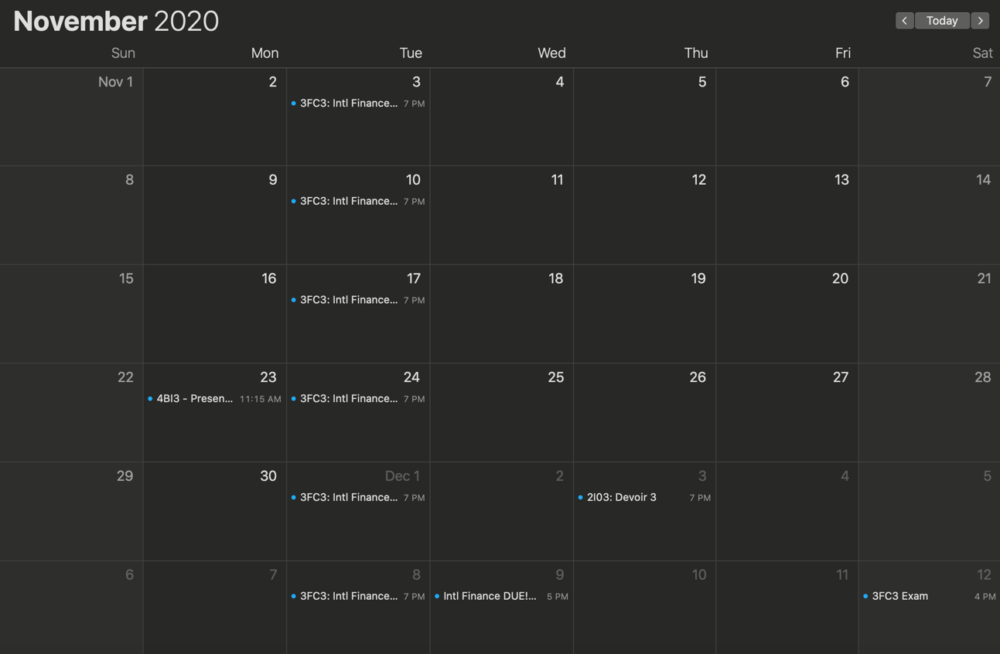 November 2020
< Today >
Sun Mon Tue Wed Thu Fri Sat
Nov 1 2 3 4 5 6 7
3FC3: Intl Finance... 7 PM
8 9 10 11 12 13 14
3FC3: Intl Finance... 7 PM
15 16 17 18 19 20 21
3FC3: Intl Finance... 7 PM
22 23 24 25 26 27 28
4BI3 - Presen... 11:15 AM 3FC3: Intl Finance... 7 PM
29 30 Dec 1 2 3 4 5
3FC3: Intl Finance... 7 PM 2I03: Devoir 3 7 PM
6 7 8 9 10 11 12
3FC3: Intl Finance... 7 PM Intl Finance DUE!... 5 PM 3FC3 Exam 4 PM